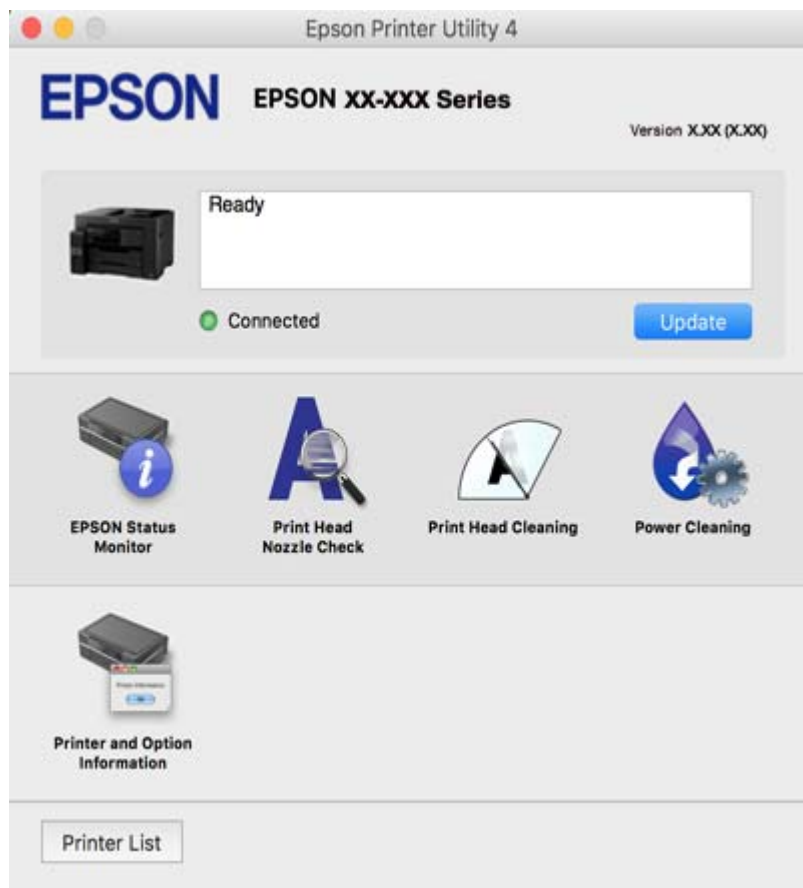 Epson Printer Utility 4
EPSON
EPSON XX-XXX Series
Version X.XX (X.XX)
Ready
Connected
Update
EPSON Status
Monitor
Print Head
Nozzle Check
Print Head Cleaning
Power Cleaning
Printer and Option
Information
Printer List